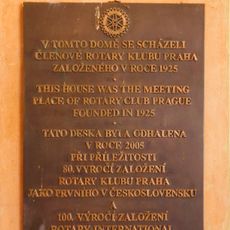 V TOMTO DOMĚ SE SCHÁZELI
ČLENOVÉ ROTARY KLUBU PRAHA
ZALOŽENÉHO V ROCE 1925
THIS HOUSE WAS THE MEETING
PLACE OF ROTARY CLUB PRAGUE
FOUNDED IN 1925
TATO DESKA BYLA ODHALENA
V ROCE 2005
PŘI PŘÍLEŽITOSTI
80. VÝROČÍ ZALOŽENÍ
ROTARY KLUBU PRAHA
JAKO PRVNÍHO V ČESKOSLOVENSKU
A
100. VÝROČÍ ZALOŽENÍ
ROTARY INTERNATIONAL